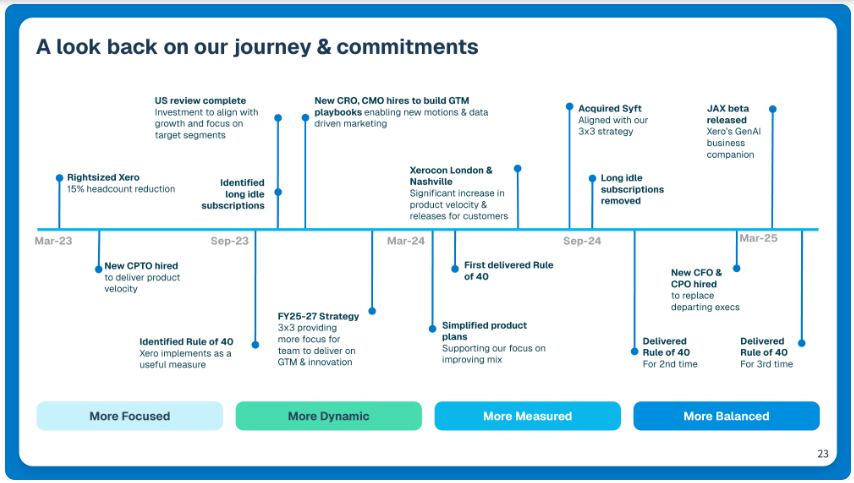 A look back on our journey & commitments
US review complete
Investment to align with
growth and focus on
target segments
New CRO, CMO hires to build GTM
playbooks enabling new motions & data
driven marketing
Acquired Syft
Aligned with our
3x3 strategy
JAX beta
released
Xero's GenAI
business
companion
Rightsized Xero
15% headcount reduction
Identified
long idle
subscriptions
Xerocon London &
Nashville
Significant increase in
product velocity &
releases for customers
Long idle
subscriptions
removed
Mar-23
Sep-23
Mar-24
Sep-24
Mar-25
New CPTO hired
to deliver product
velocity
First delivered Rule
of 40
New CFO &
CPO hired
to replace
departing execs
Identified Rule of 40
Xero implements as a
useful measure
FY25-27 Strategy
3x3 providing
more focus for
team to deliver on
GTM & innovation
Simplified product
plans
Supporting our focus on
improving mix
Delivered
Rule of 40
For 2nd time
Delivered
Rule of 40
For 3rd time
More Focused
More Dynamic
More Measured
More Balanced
23